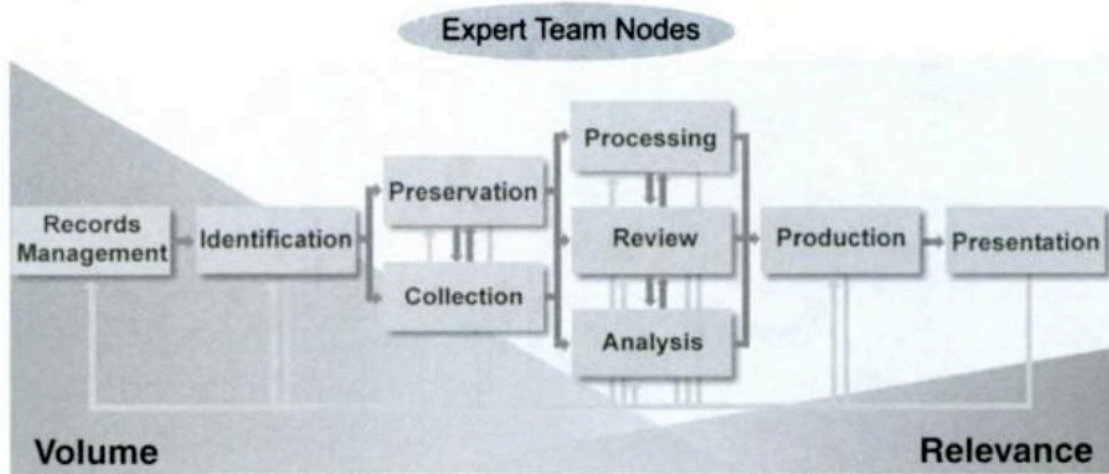 Expert Team Nodes
Processing
Preservation
Records
Management
Identification
Review
Production
Presentation
Collection
Analysis
Volume
Relevance